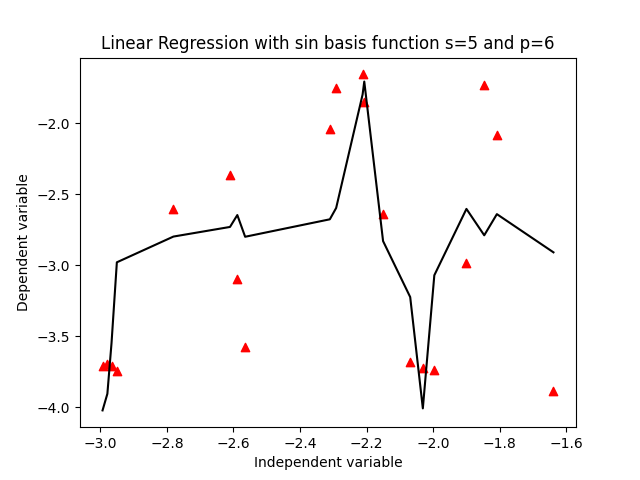 Linear Regression with sin basis function s=5 and p=6
Dependent variable
−2.0
−2.5
−3.0
−3.5
−4.0
−3.0 −2.8 −2.6 −2.4 −2.2 −2.0 −1.8 −1.6
Independent variable